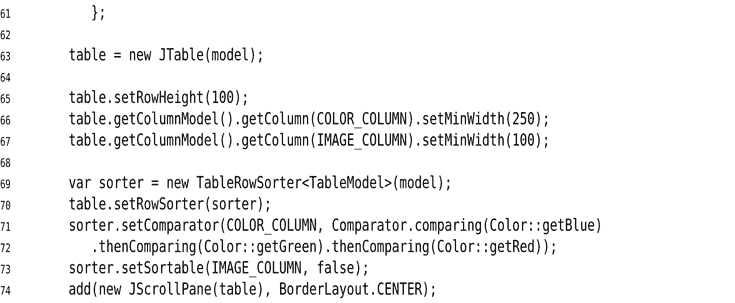 61           };
62
63        table = new JTable(model);
64
65        table.setRowHeight(100);
66        table.getColumnModel().getColumn(COLOR_COLUMN).setMinWidth(250);
67        table.getColumnModel().getColumn(IMAGE_COLUMN).setMinWidth(100);
68
69        var sorter = new TableRowSorter<TableModel>(model);
70        table.setRowSorter(sorter);
71        sorter.setComparator(COLOR_COLUMN, Comparator.comparing(Color::getBlue)
72           .thenComparing(Color::getGreen).thenComparing(Color::getRed));
73        sorter.setSortable(IMAGE_COLUMN, false);
74        add(new JScrollPane(table), BorderLayout.CENTER);